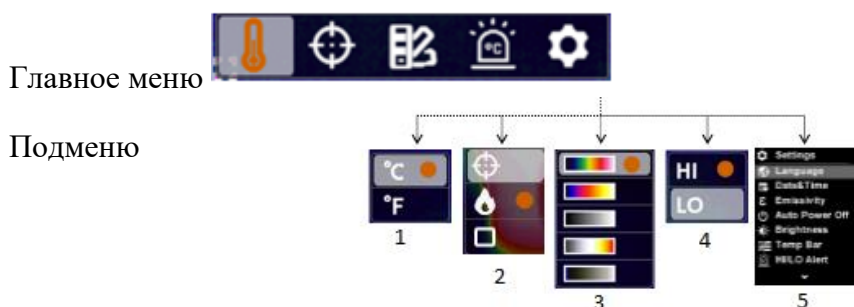 °C
Главное меню
Подменю
°C
°F
1
2
3
HI
LO
4
Settings
Language
Date&Time
Emissivity
Auto Power Off
Brightness
Temp Bar
HI/LO Alert
5